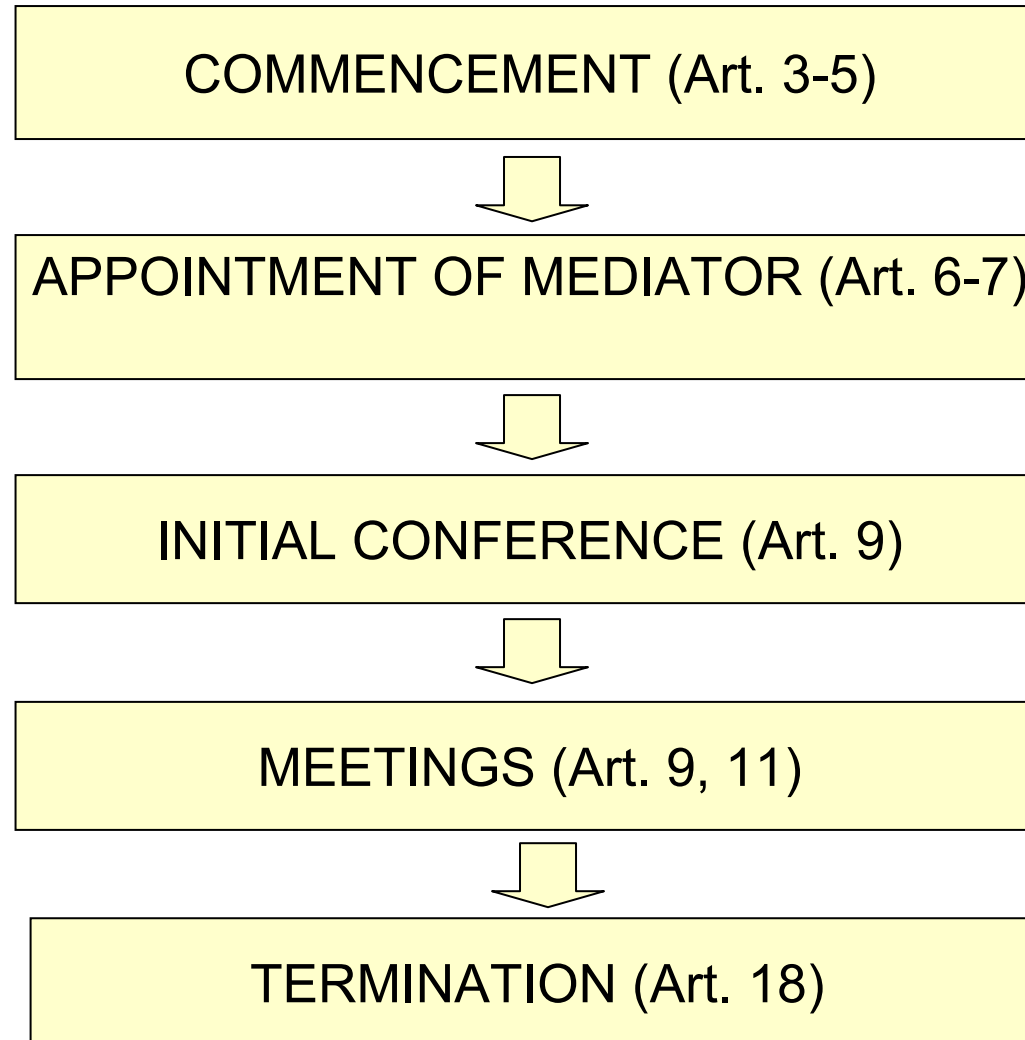 COMMENCEMENT (Art. 3-5)
APPOINTMENT OF MEDIATOR (Art. 6-7)
INITIAL CONFERENCE (Art. 9)
MEETINGS (Art. 9, 11)
TERMINATION (Art. 18)